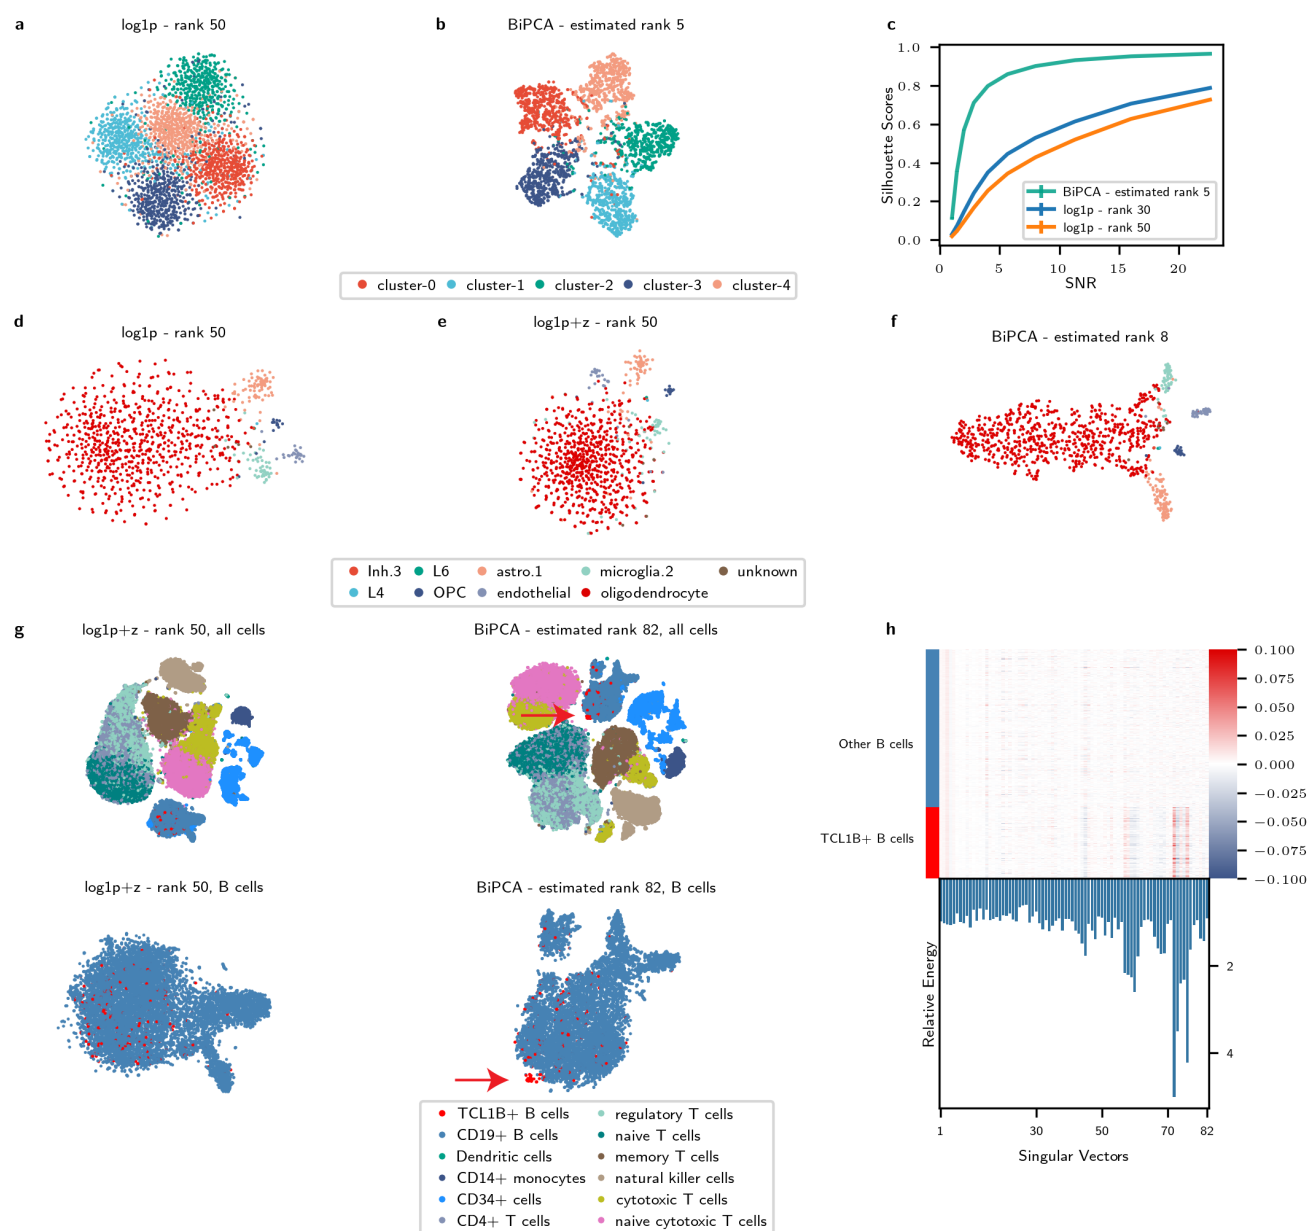 a
log1p - rank 50
b
BiPCA - estimated rank 5
c
1.0
0.8
0.6
0.4
0.2
0.0
Silhouette Scores
BiPCA - estimated rank 5
log1p - rank 30
log1p - rank 50
0 5 10 15 20
SNR
cluster-0 cluster-1 cluster-2 cluster-3 cluster-4
d
log1p - rank 50
e
log1p+z - rank 50
f
BiPCA - estimated rank 8
Inh.3 L6 astro.1 microglia.2 unknown
L4 OPC endothelial oligodendrocyte
g
log1p+z - rank 50, all cells
BiPCA - estimated rank 82, all cells
h
Other B cells
TCL1B+ B cells
0.100
0.075
0.050
0.025
0.000
−0.025
−0.050
−0.075
−0.100
log1p+z - rank 50, B cells
BiPCA - estimated rank 82, B cells
Relative Energy
2
4
1 30 50 70 82
Singular Vectors
TCL1B+ B cells
CD19+ B cells
Dendritic cells
CD14+ monocytes
CD34+ cells
CD4+ T cells
regulatory T cells
naive T cells
memory T cells
natural killer cells
cytotoxic T cells
naive cytotoxic T cells